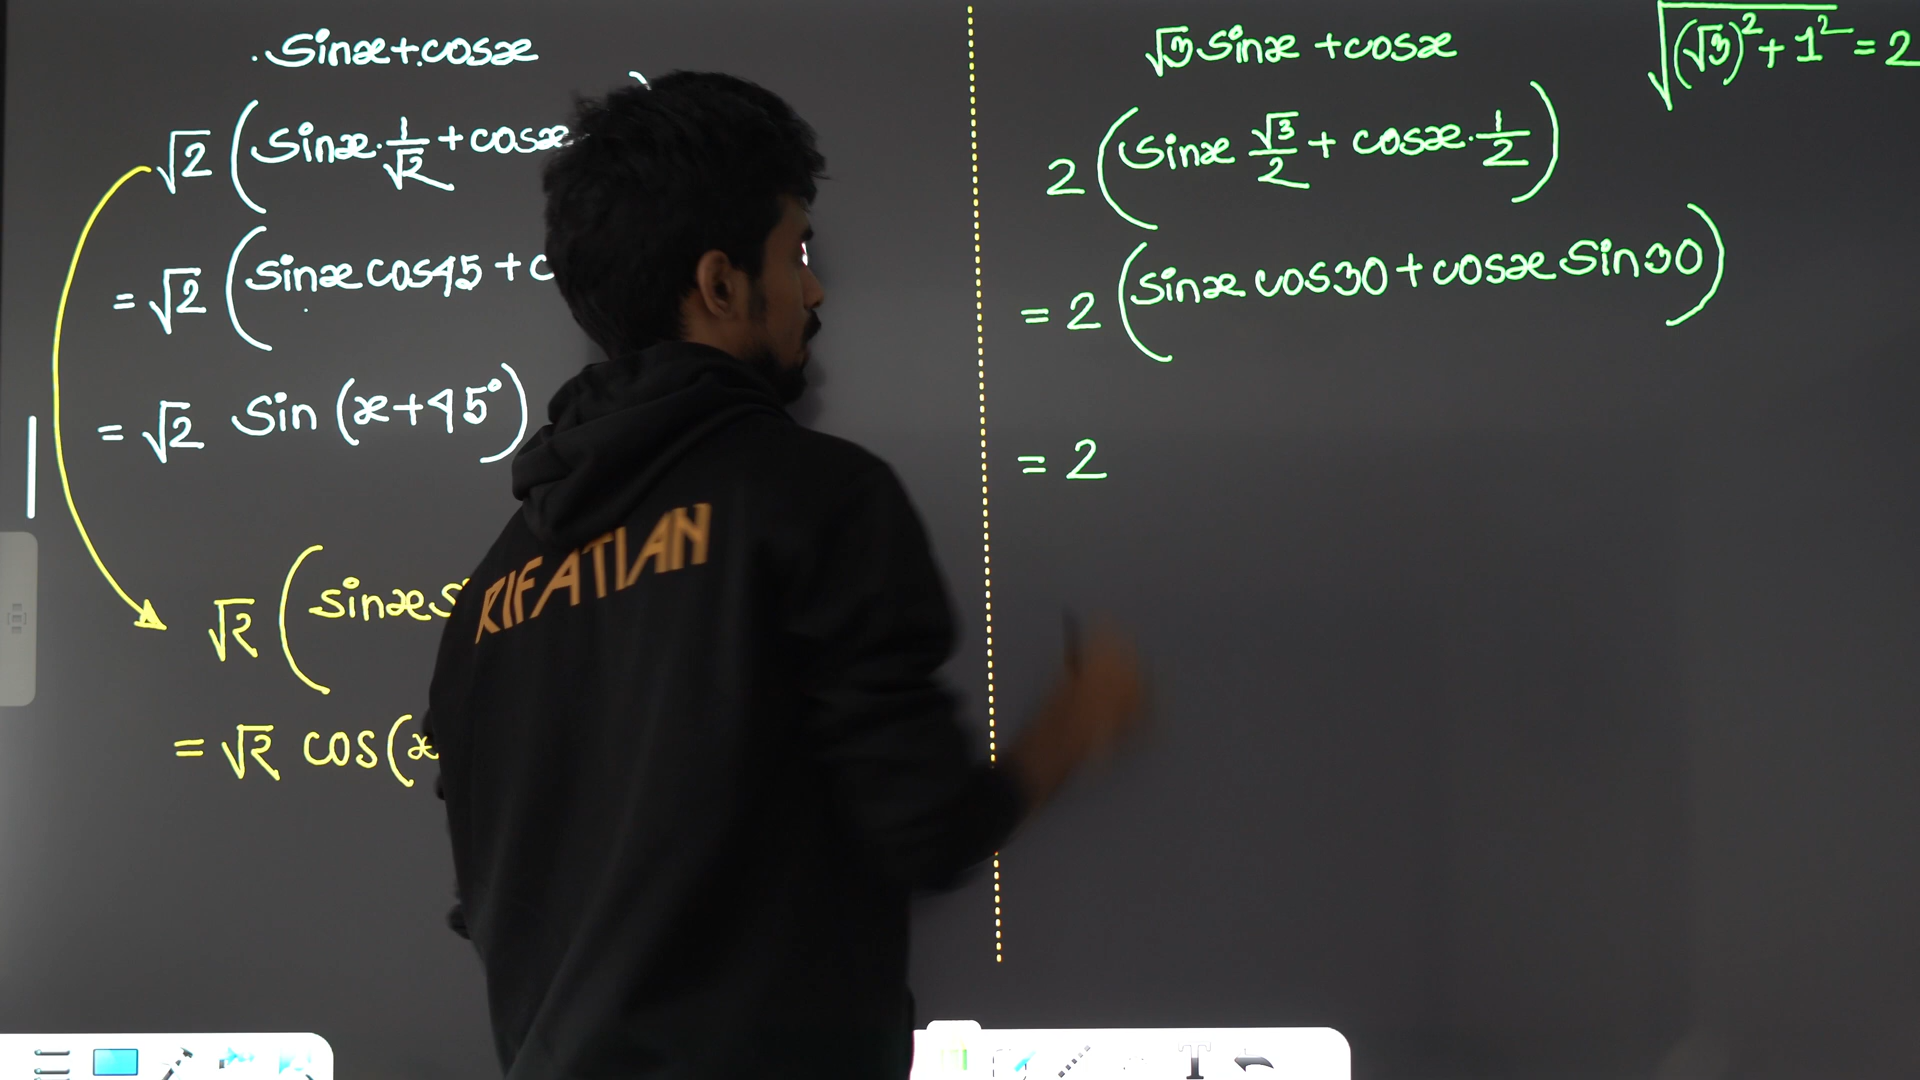 sinx+cosx
√2 (sinx·1/√2+cosx
= √2 (sinx cos45+c
= √2 sin (x+45°)
√2 (sinx s
= √2 cos(x
RIFATIAN
√3 sinx +cosx
√(√3)²+1² = 2
2 (sinx √3/2 + cosx·1/2)
= 2 (sinx cos30+cosx sin30)
= 2
T